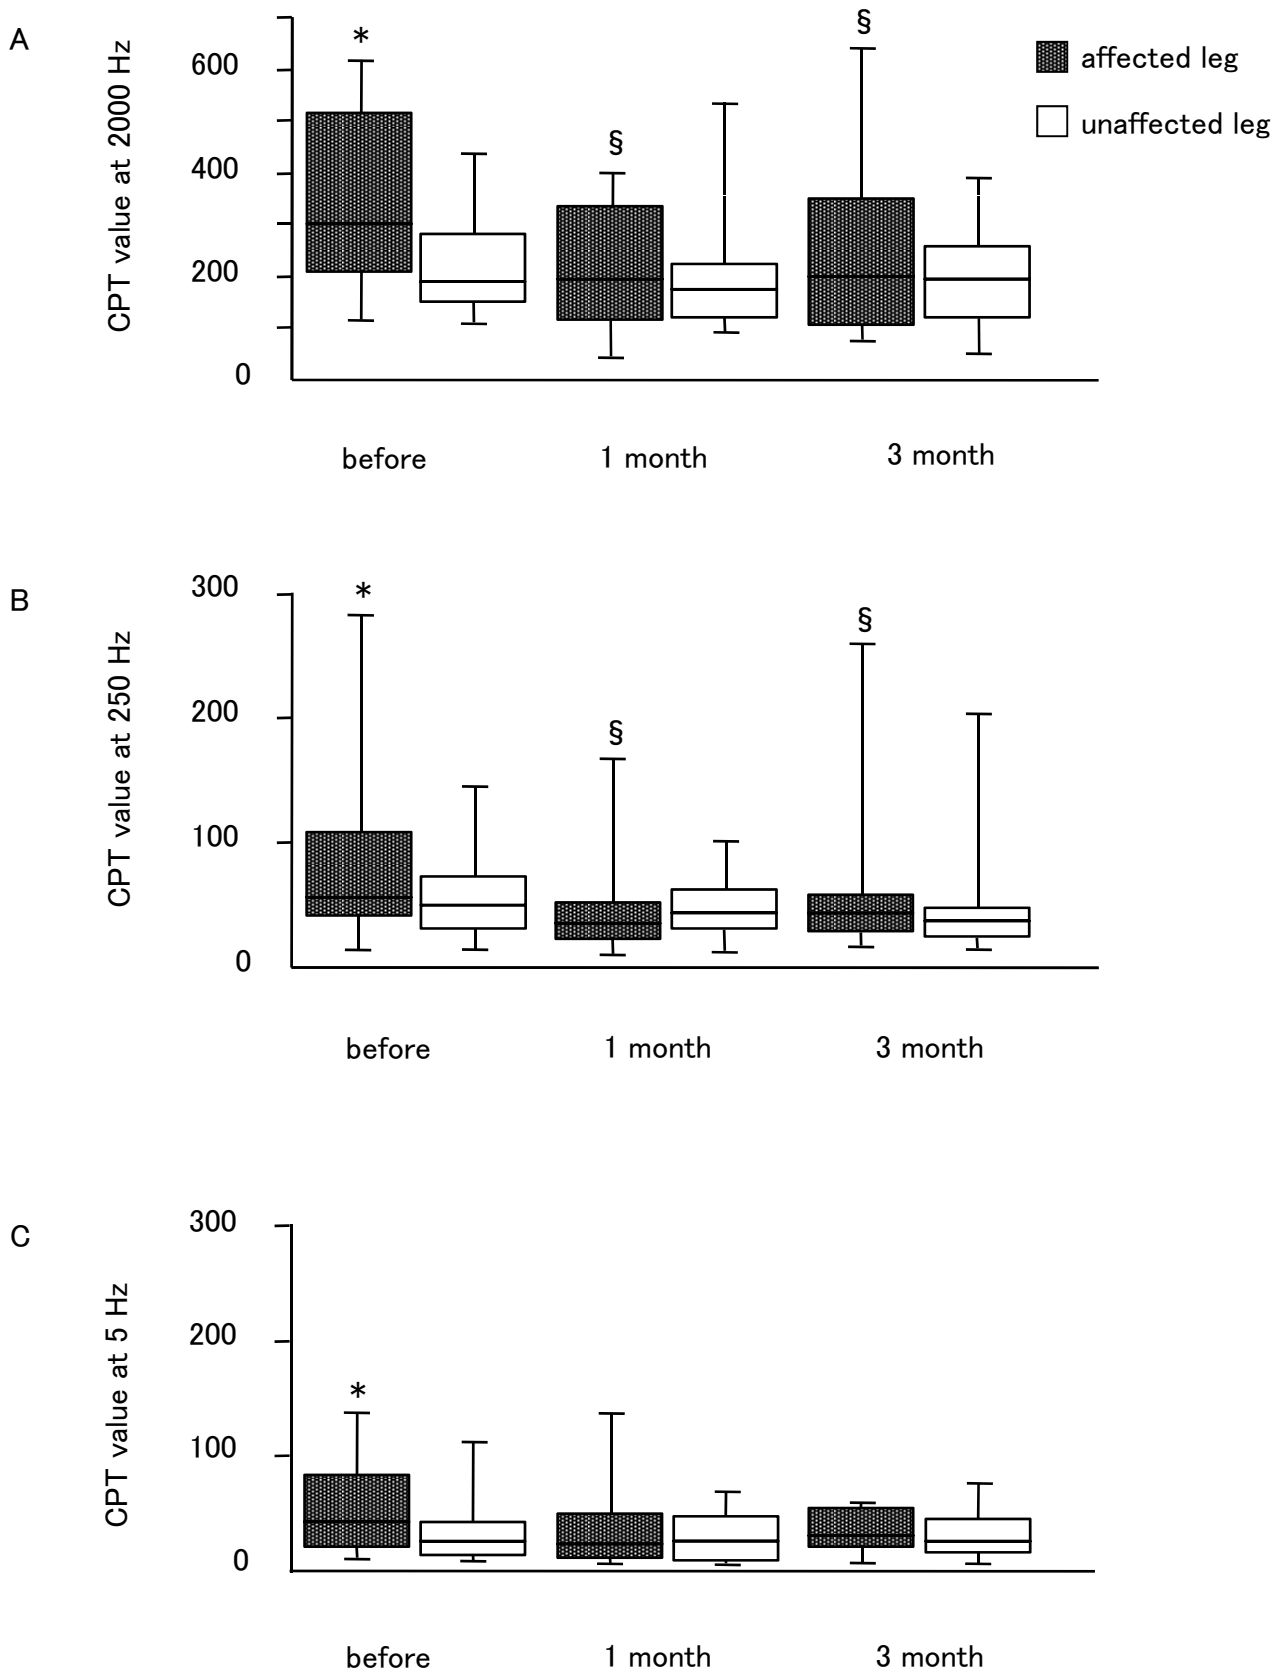 A
CPT value at 2000 Hz
600
400
200
0
*
§
§
affected leg
unaffected leg
before
1 month
3 month
B
CPT value at 250 Hz
300
200
100
0
*
§
§
before
1 month
3 month
C
CPT value at 5 Hz
300
200
100
0
*
before
1 month
3 month